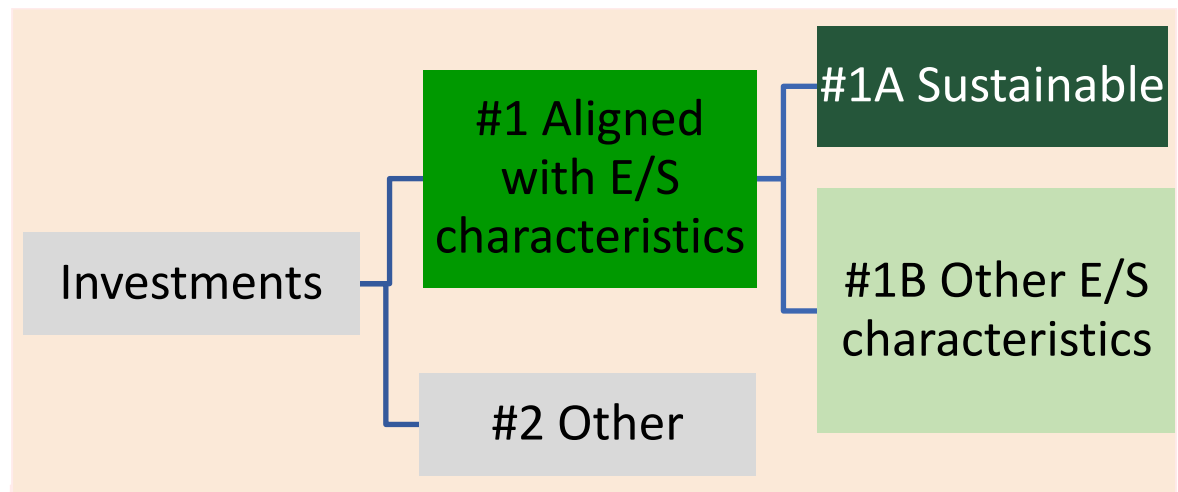 Investments
#1 Aligned
with E/S
characteristics
#2 Other
#1A Sustainable
#1B Other E/S
characteristics